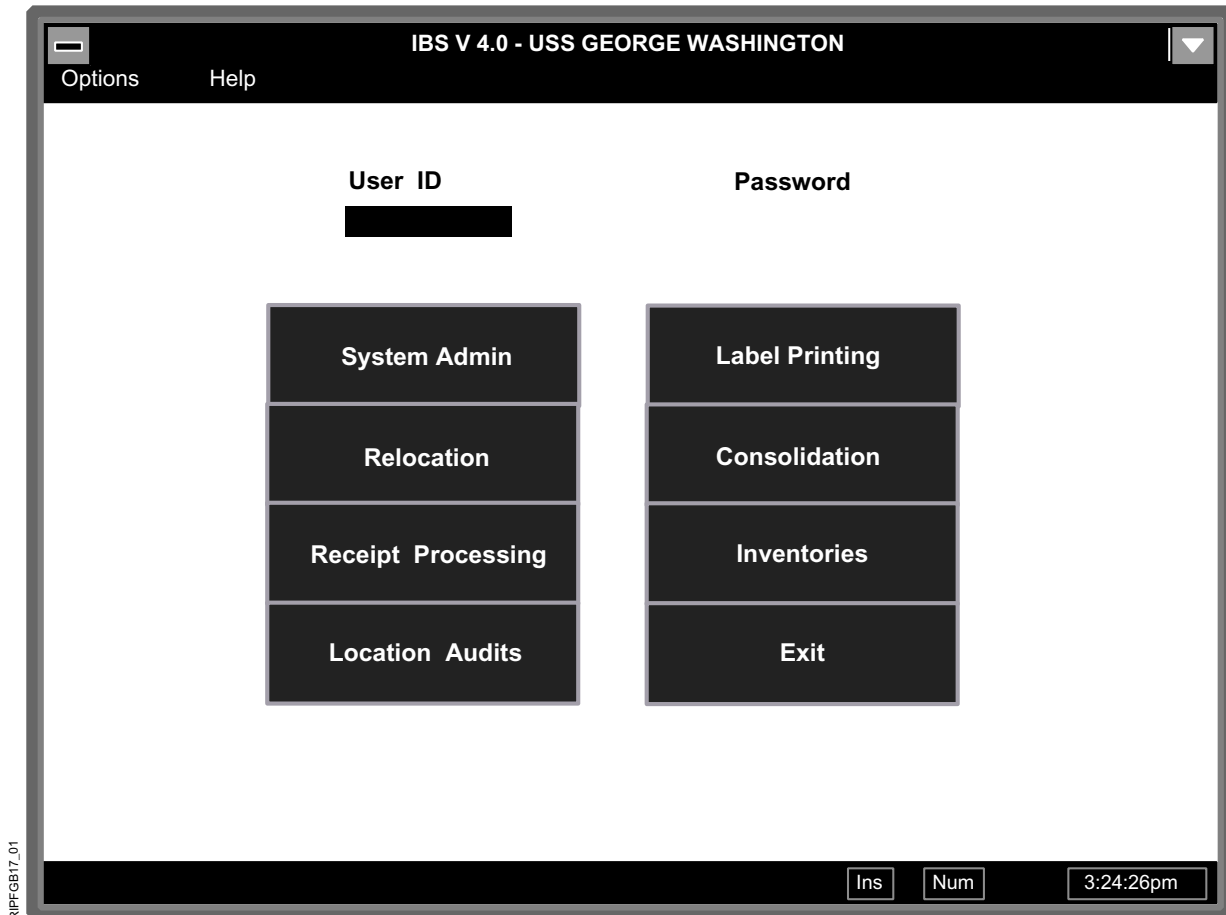 IBS V 4.0 - USS GEORGE WASHINGTON
Options Help
User ID Password
System Admin Label Printing
Relocation Consolidation
Receipt Processing Inventories
Location Audits Exit
Ins Num 3:24:26pm